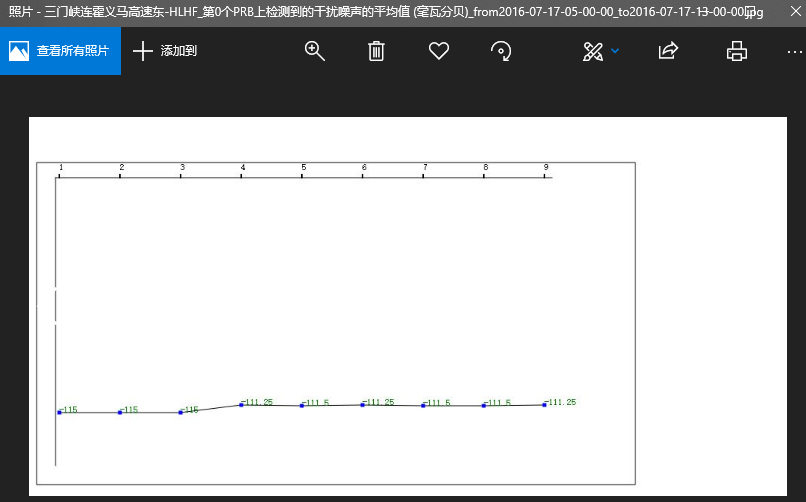 照片 - 三门峡连霍义马高速东-HLHF_第0个PRB上检测到的干扰噪声的平均值 (毫瓦分贝)_from2016-07-17-05-00-00_to2016-07-17-13-00-00.jpg
查看所有照片 添加到
1 2 3 4 5 6 7 8 9
-115 -115 -115 -111.25 -111.5 -111.25 -111.5 -111.5 -111.25